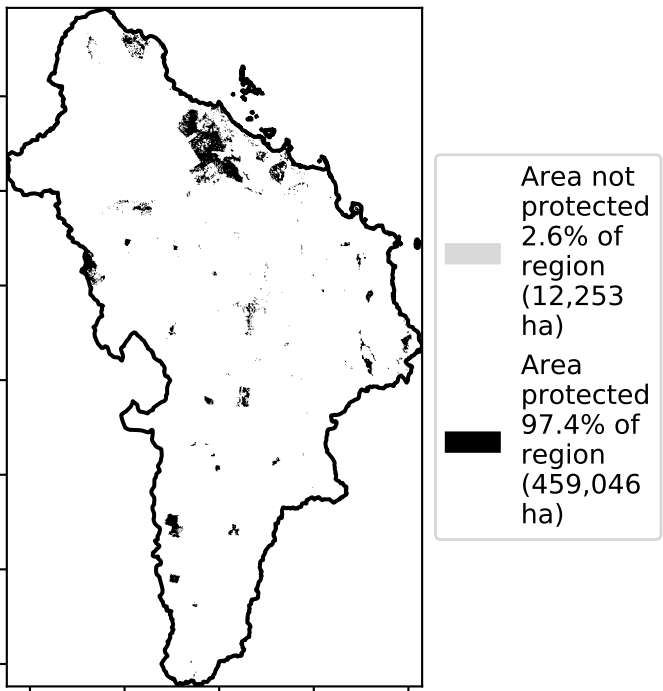 Area not
protected
2.6% of
region
(12,253
ha)
Area
protected
97.4% of
region
(459,046
ha)